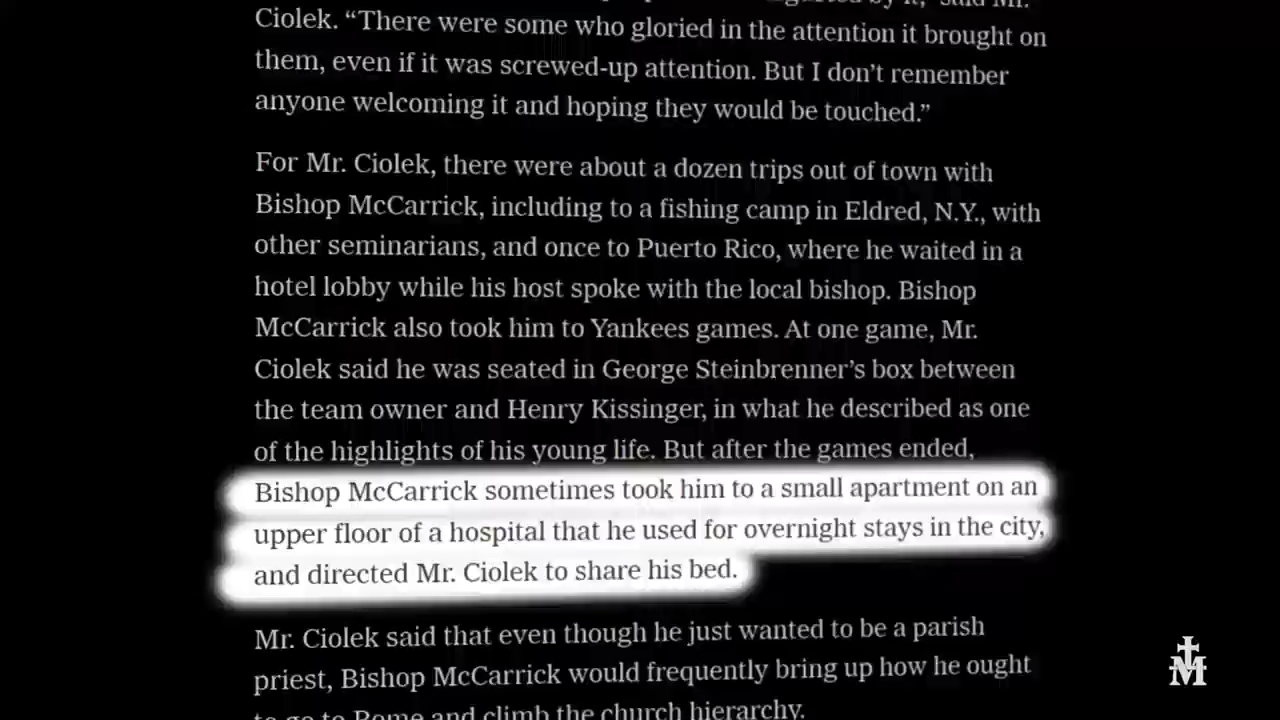 Ciolek. “There were some who gloried in the attention it brought on
them, even if it was screwed-up attention. But I don’t remember
anyone welcoming it and hoping they would be touched.”
For Mr. Ciolek, there were about a dozen trips out of town with
Bishop McCarrick, including to a fishing camp in Eldred, N.Y., with
other seminarians, and once to Puerto Rico, where he waited in a
hotel lobby while his host spoke with the local bishop. Bishop
McCarrick also took him to Yankees games. At one game, Mr.
Ciolek said he was seated in George Steinbrenner’s box between
the team owner and Henry Kissinger, in what he described as one
of the highlights of his young life. But after the games ended,
Bishop McCarrick sometimes took him to a small apartment on an
upper floor of a hospital that he used for overnight stays in the city,
and directed Mr. Ciolek to share his bed.
Mr. Ciolek said that even though he just wanted to be a parish
priest, Bishop McCarrick would frequently bring up how he ought
to go to Rome and climb the church hierarchy.
M